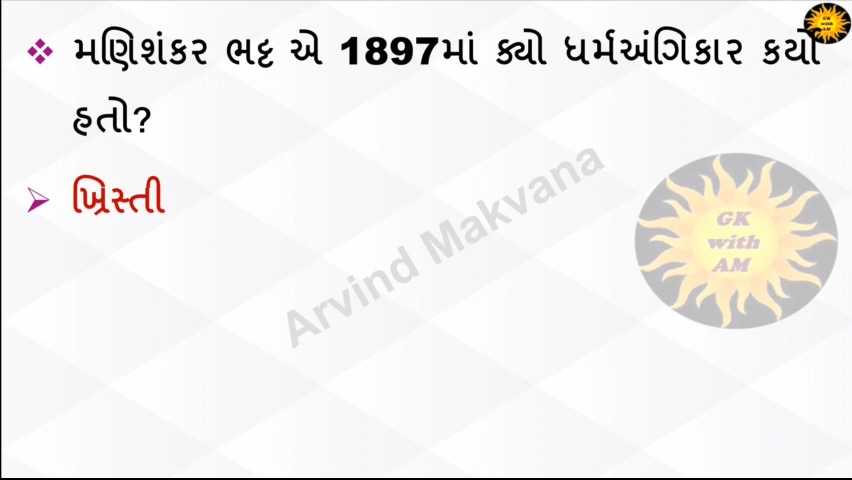 મણિશંકર ભટ્ટ એ 1897માં ક્યો ધર્મઅંગિકાર કર્યો
હતો?
ખ્રિસ્તી
Arvind Makvana
GK
with
AM